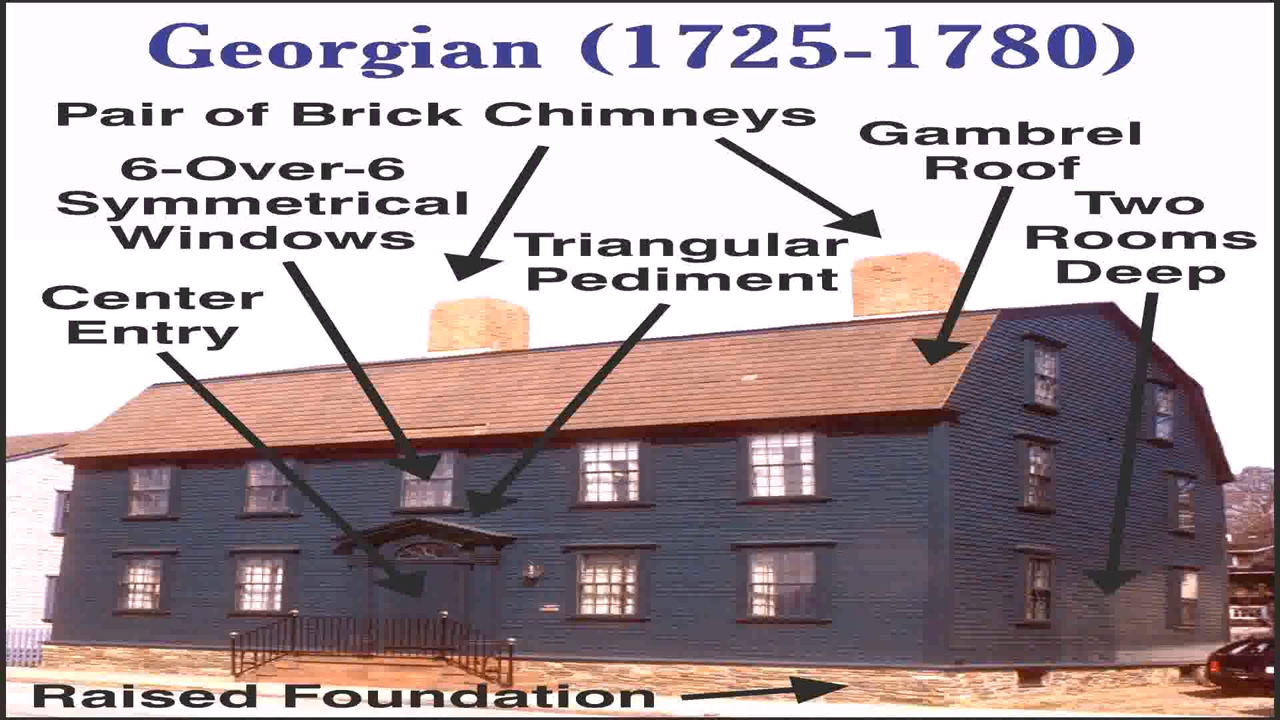 Georgian (1725-1780)
Pair of Brick Chimneys
Gambrel
Roof
6-Over-6
Symmetrical
Windows
Two
Rooms
Deep
Triangular
Pediment
Center
Entry
Raised Foundation